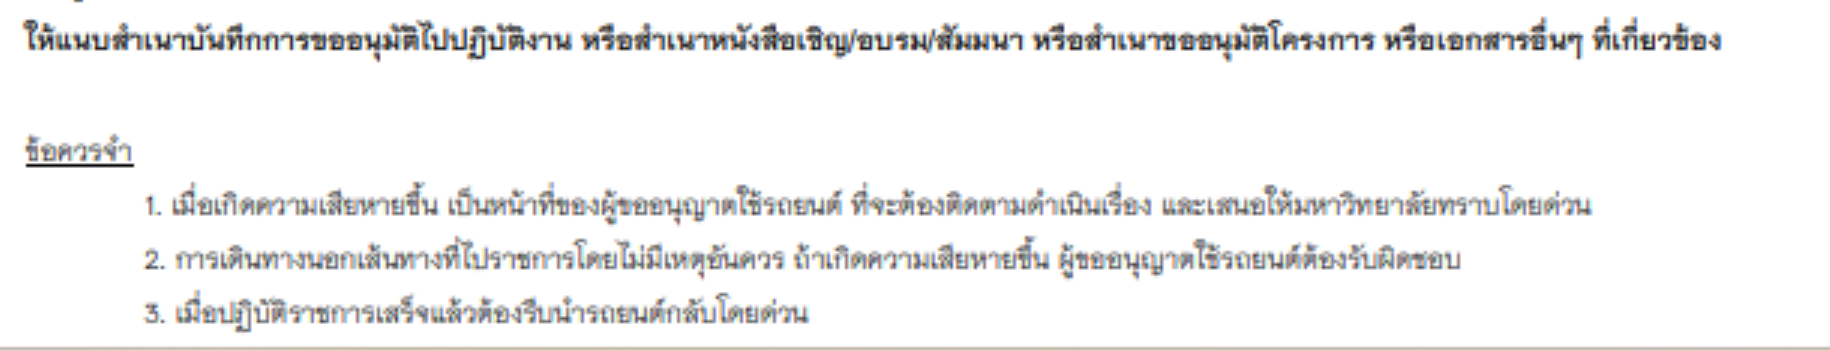 ให้แนบสำเนาบันทึกการขออนุมัติไปปฏิบัติงาน หรือสำเนาหนังสือเชิญ/อบรม/สัมมนา หรือสำเนาขออนุมัติโครงการ หรือเอกสารอื่นๆ ที่เกี่ยวข้อง
ข้อควรจำ
1. เมื่อเกิดความเสียหายขึ้น เป็นหน้าที่ของผู้ขออนุญาตใช้รถยนต์ ที่จะต้องติดตามดำเนินเรื่อง และเสนอให้มหาวิทยาลัยทราบโดยด่วน
2. การเดินทางนอกเส้นทางที่ไปราชการโดยไม่มีเหตุอันควร ถ้าเกิดความเสียหายขึ้น ผู้ขออนุญาตใช้รถยนต์ต้องรับผิดชอบ
3. เมื่อปฏิบัติราชการเสร็จแล้วต้องรีบนำรถยนต์กลับโดยด่วน